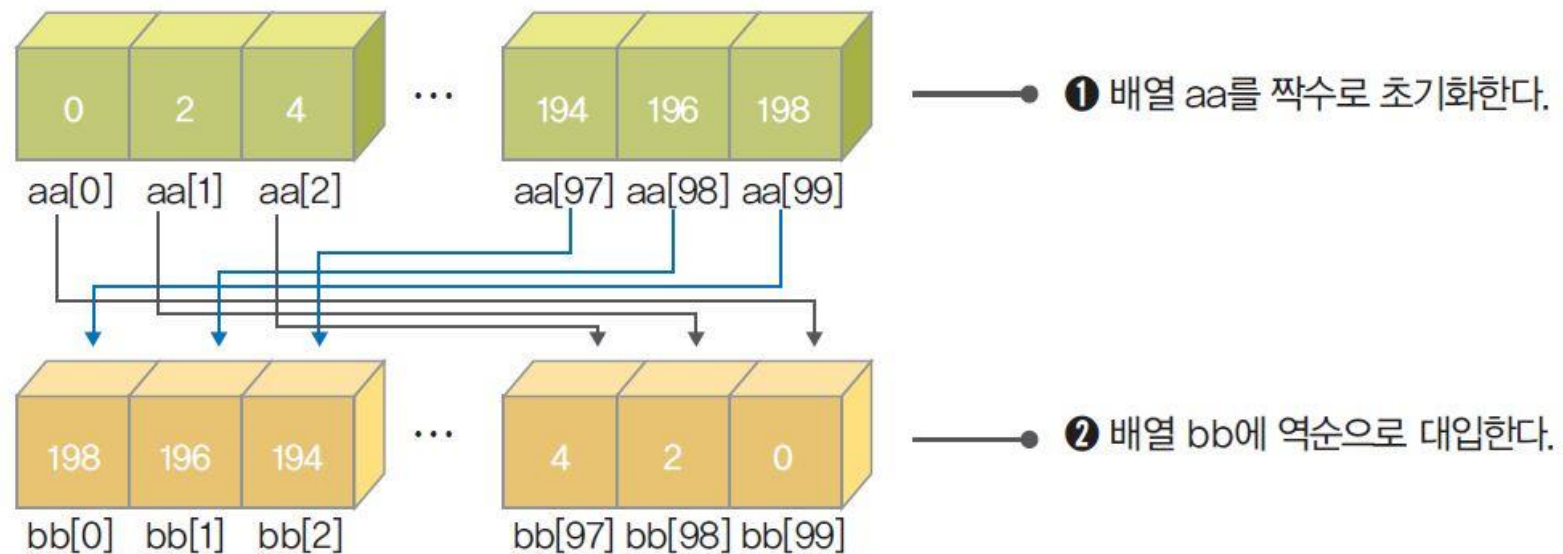 0 2 4 … 194 196 198
❶ 배열 aa를 짝수로 초기화한다.
aa[0] aa[1] aa[2] aa[97] aa[98] aa[99]
198 196 194 … 4 2 0
❷ 배열 bb에 역순으로 대입한다.
bb[0] bb[1] bb[2] bb[97] bb[98] bb[99]